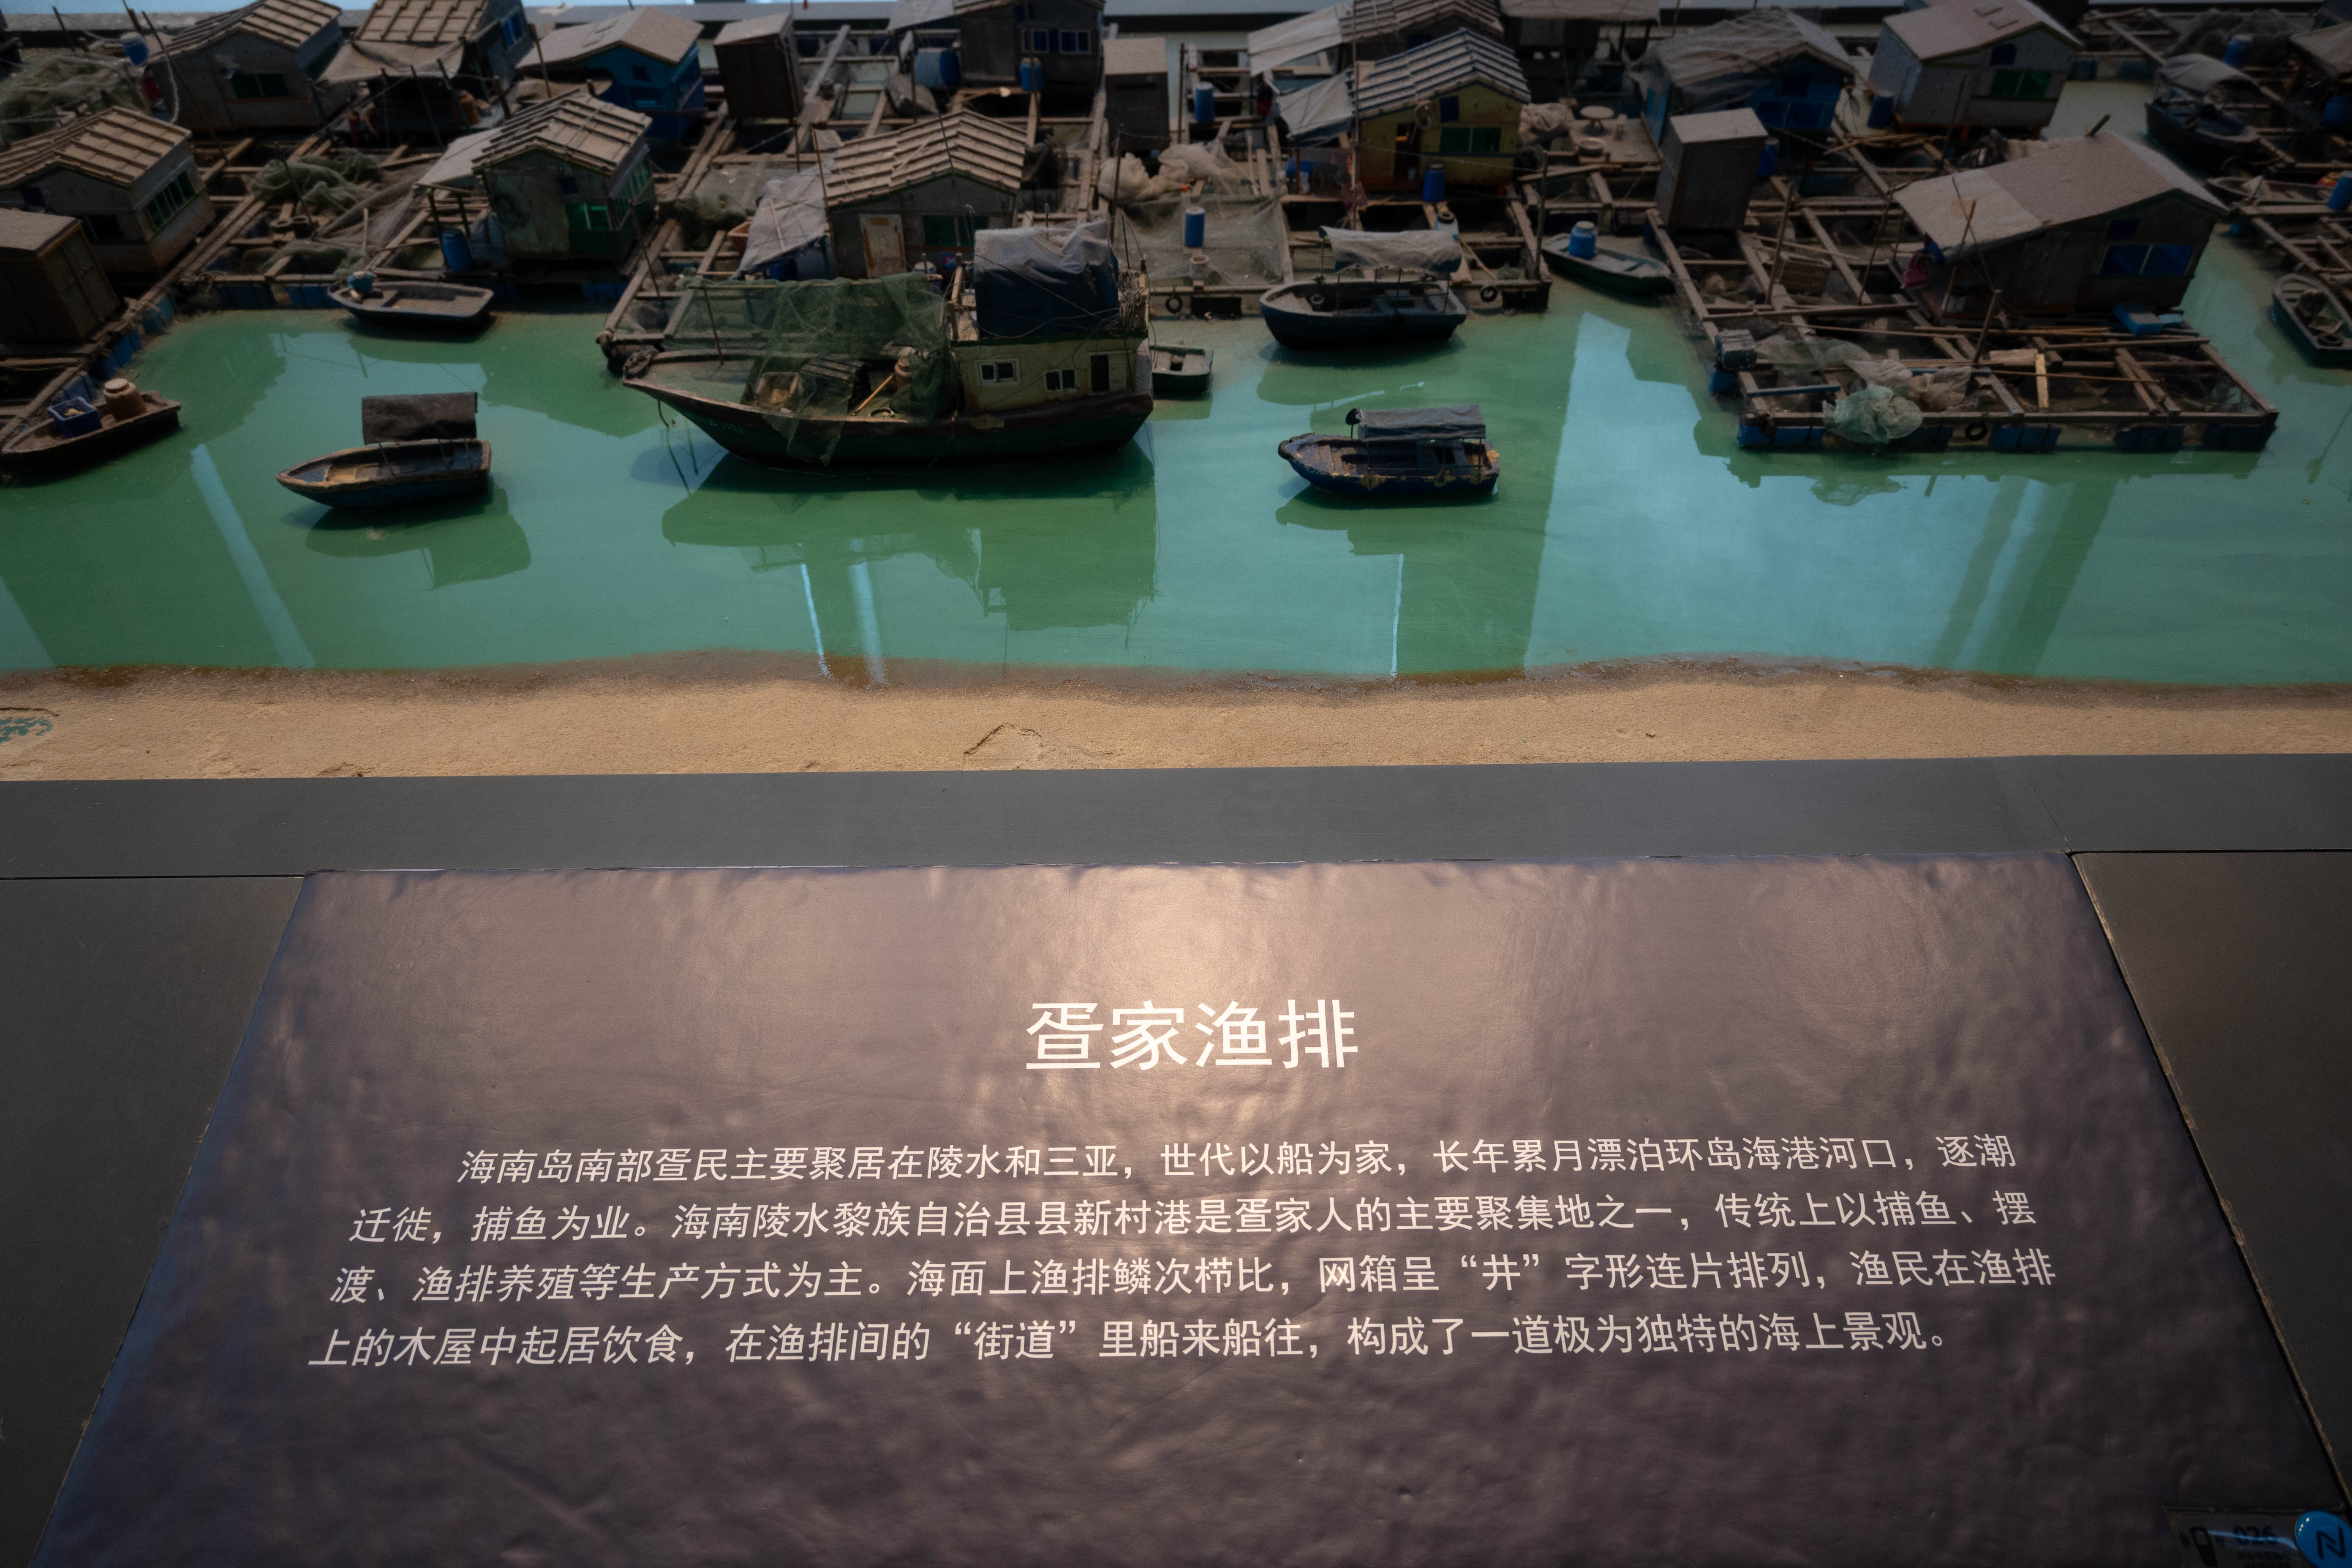 疍家渔排
海南岛南部疍民主要聚居在陵水和三亚，世代以船为家，长年累月漂泊环岛海港河口，逐潮
迁徙，捕鱼为业。海南陵水黎族自治县县新村港是疍家人的主要聚集地之一，传统上以捕鱼、摆
渡、渔排养殖等生产方式为主。海面上渔排鳞次栉比，网箱呈“井”字形连片排列，渔民在渔排
上的木屋中起居饮食，在渔排间的“街道”里船来船往，构成了一道极为独特的海上景观。
026